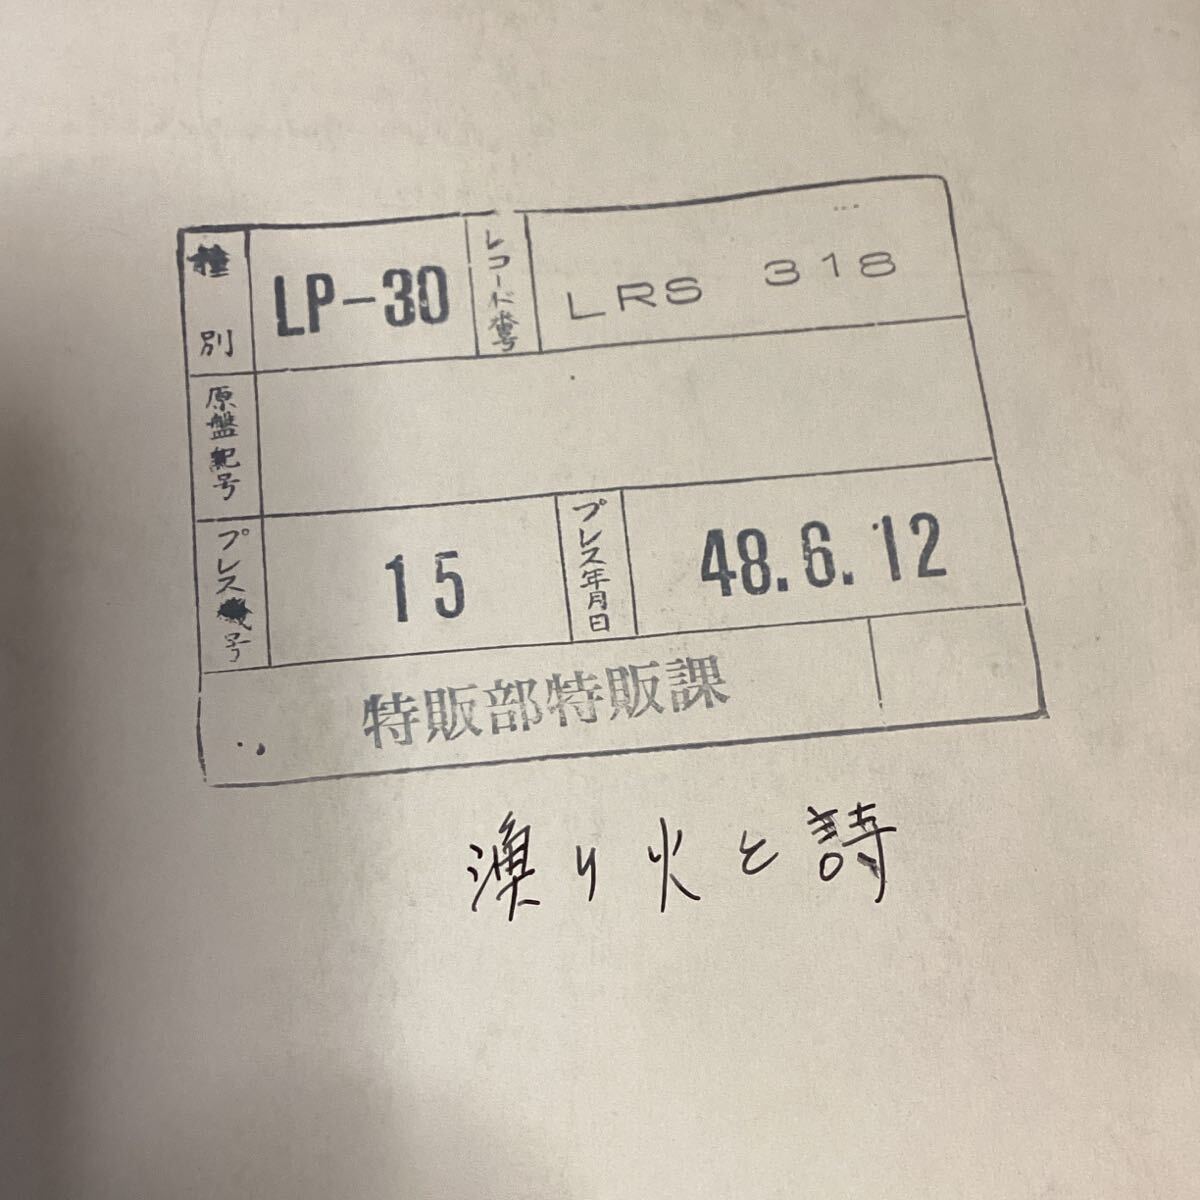 種別 LP-30 レコード番号 LRS 318
原盤記号
プレス機号 15 プレス年月日 48.6.12
特販部特販課
漁り火と詩